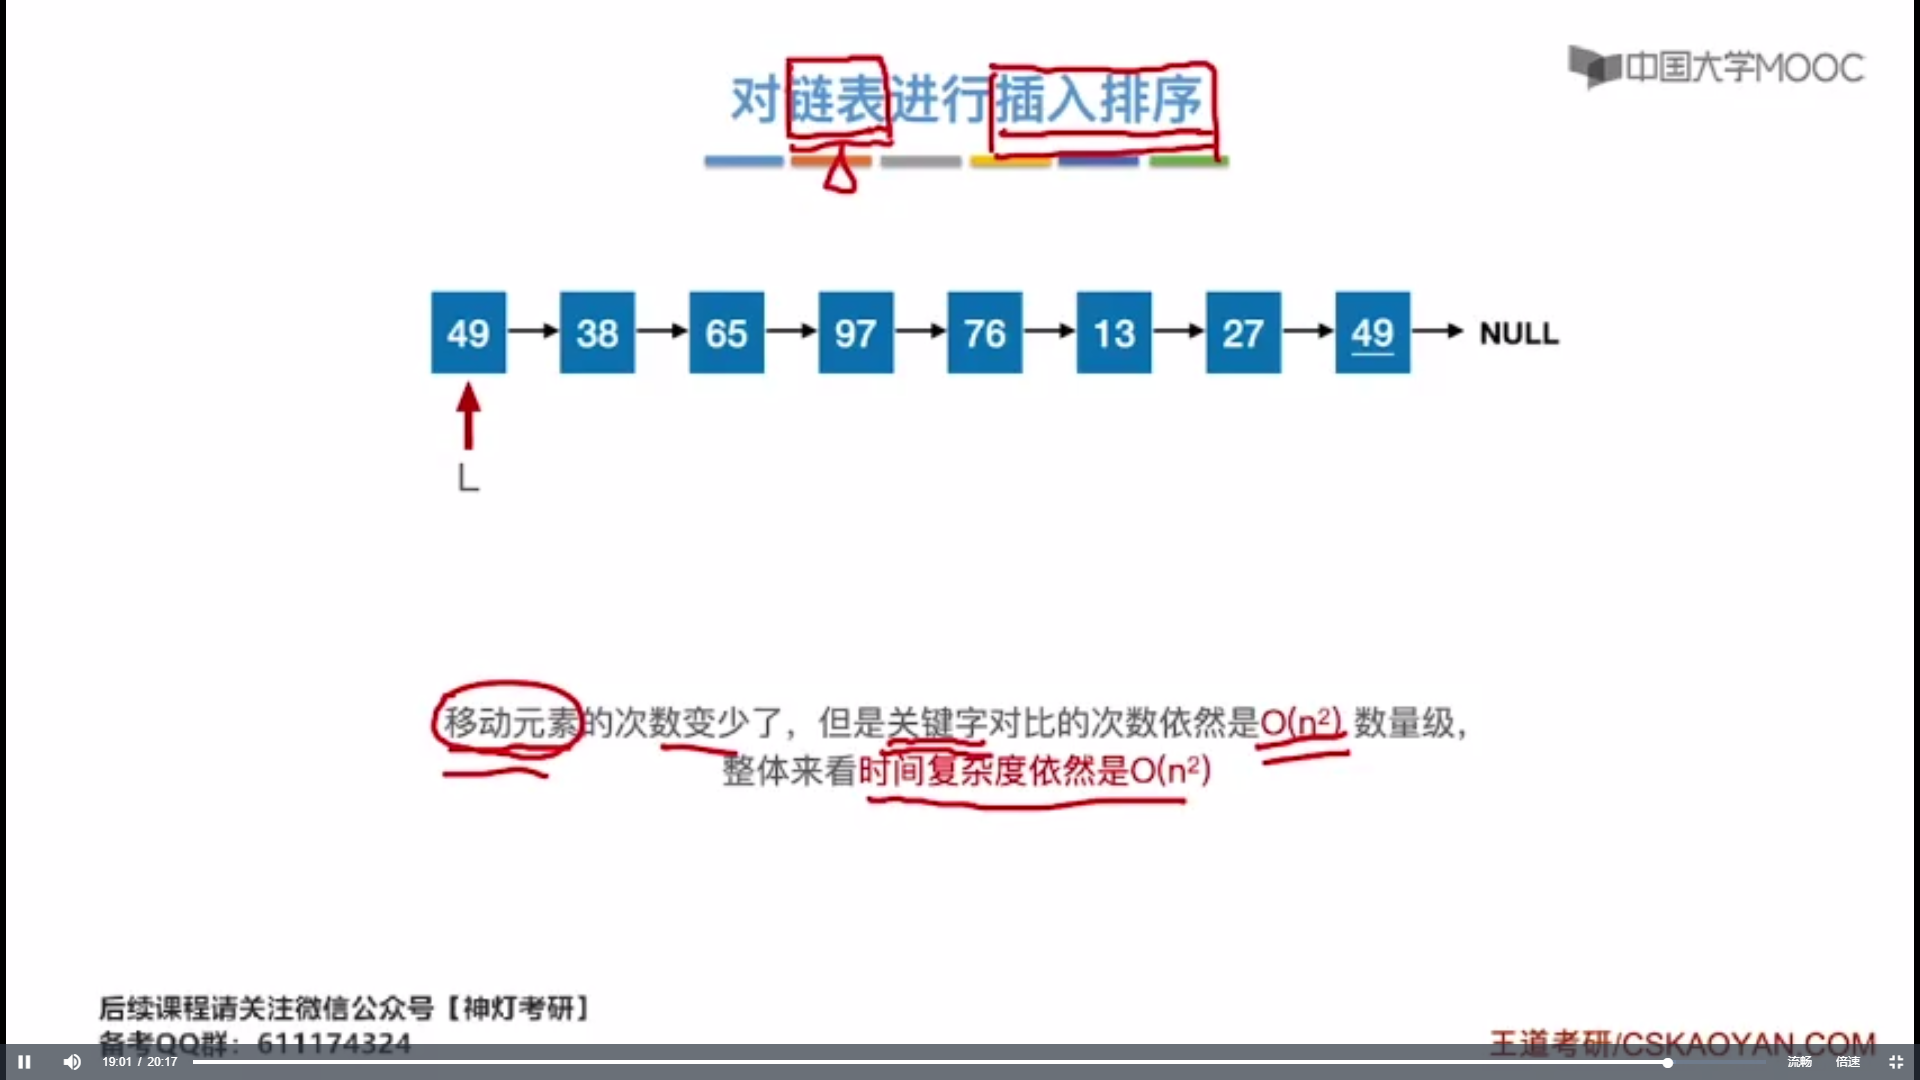 中国大学MOOC
对链表进行插入排序
49 38 65 97 76 13 27 49 NULL
L
移动元素的次数变少了，但是关键字对比的次数依然是O(n²) 数量级，
整体来看时间复杂度依然是O(n²)
后续课程请关注微信公众号【神灯考研】
备考QQ群：611174324
王道考研/CSKAOYAN.COM
19:01 / 20:17
流畅 倍速